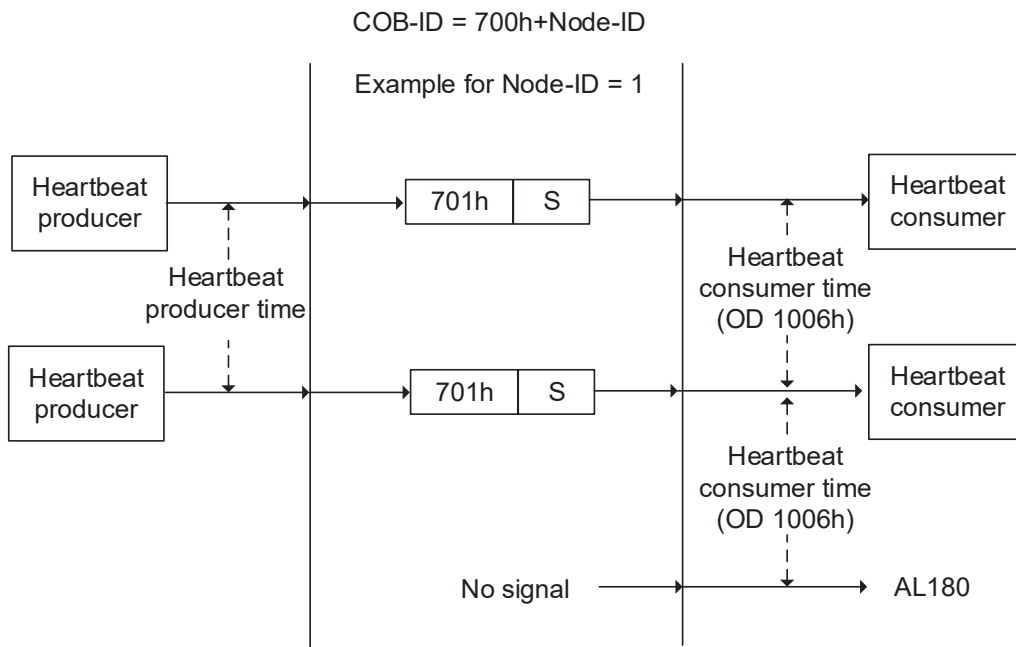 COB-ID = 700h+Node-ID
Example for Node-ID = 1
Heartbeat
producer
701h
S
Heartbeat
consumer
Heartbeat
producer time
Heartbeat
consumer time
(OD 1006h)
Heartbeat
producer
701h
S
Heartbeat
consumer
Heartbeat
consumer time
(OD 1006h)
No signal
AL180